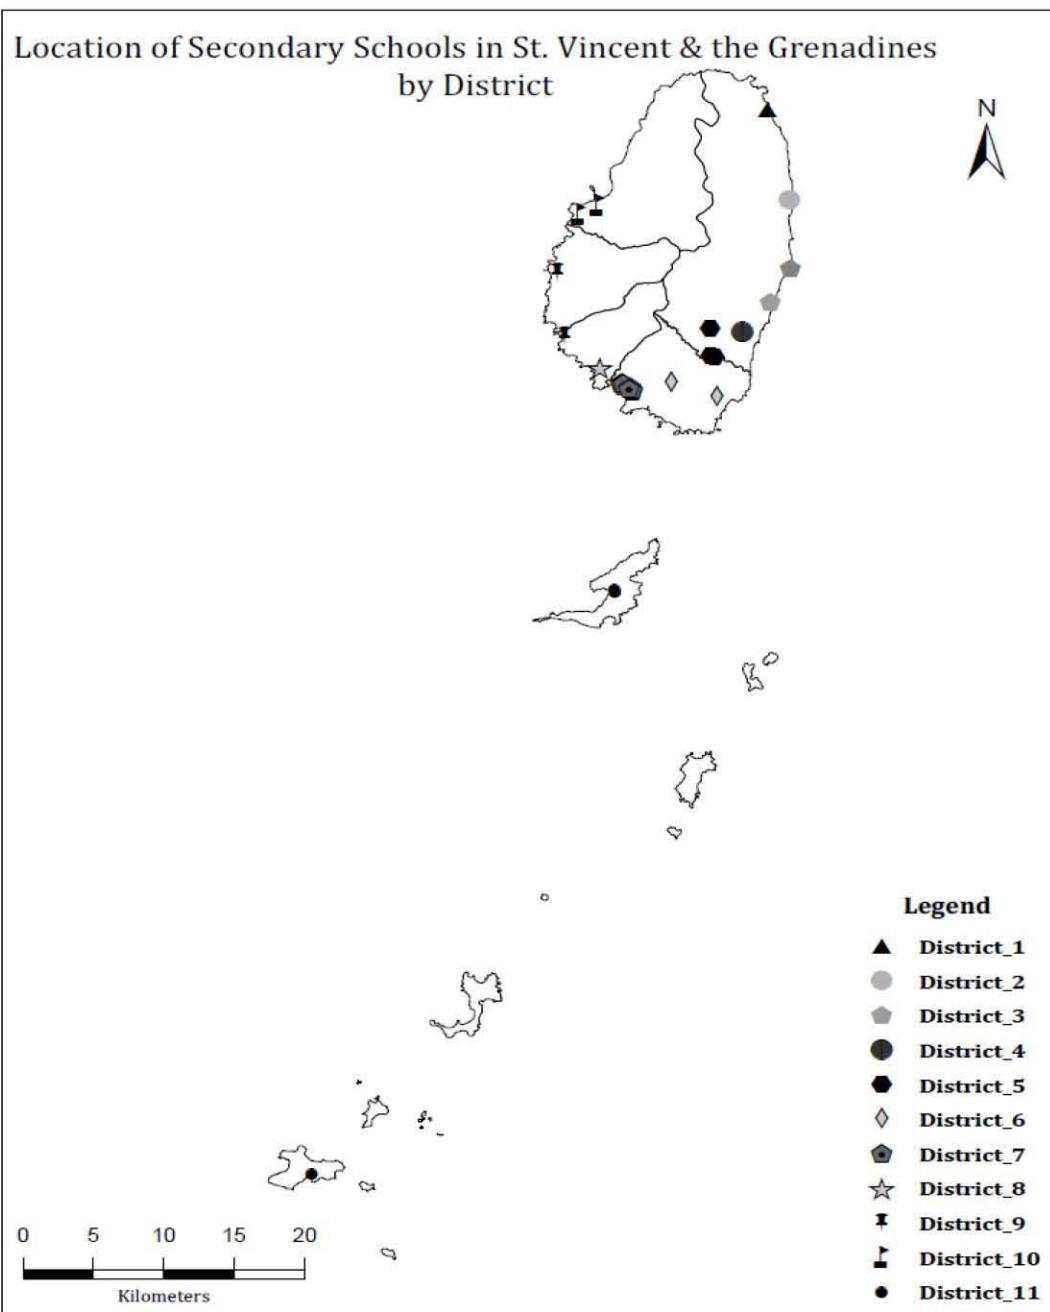 Location of Secondary Schools in St. Vincent & the Grenadines
by District
N
Legend
District_1
District_2
District_3
District_4
District_5
District_6
District_7
District_8
District_9
District_10
District_11
0 5 10 15 20
Kilometers